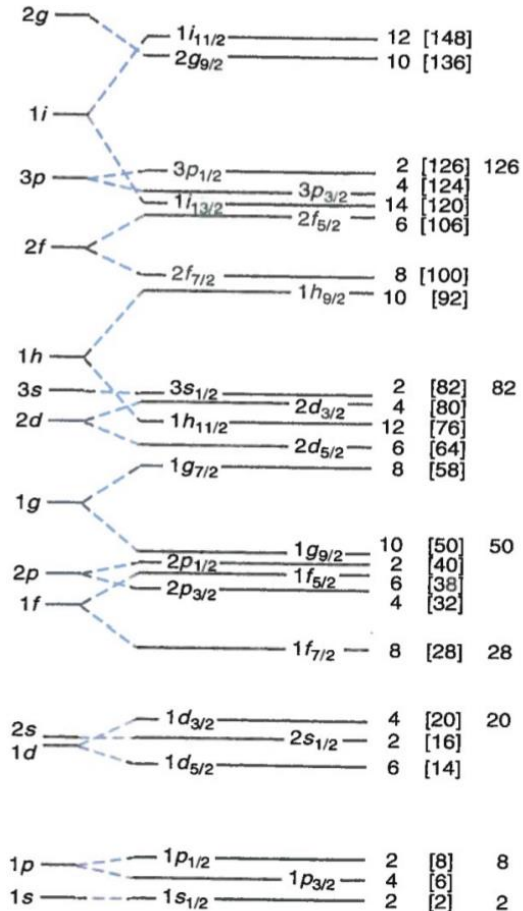 2g
1i11/2 12 [148]
2g9/2 10 [136]
1i
3p1/2 2 [126] 126
3p
3p3/2 4 [124]
1i13/2 14 [120]
2f5/2 6 [106]
2f
2f7/2 8 [100]
1h9/2 10 [92]
1h
3s 3s1/2 2 [82] 82
2d3/2 4 [80]
2d 1h11/2 12 [76]
2d5/2 6 [64]
1g7/2 8 [58]
1g
1g9/2 10 [50] 50
2p1/2 2 [40]
2p 1f5/2 6 [38]
2p3/2 4 [32]
1f
1f7/2 8 [28] 28
1d3/2 4 [20] 20
2s 2s1/2 2 [16]
1d
1d5/2 6 [14]
1p1/2 2 [8] 8
1p
1p3/2 4 [6]
1s 1s1/2 2 [2] 2